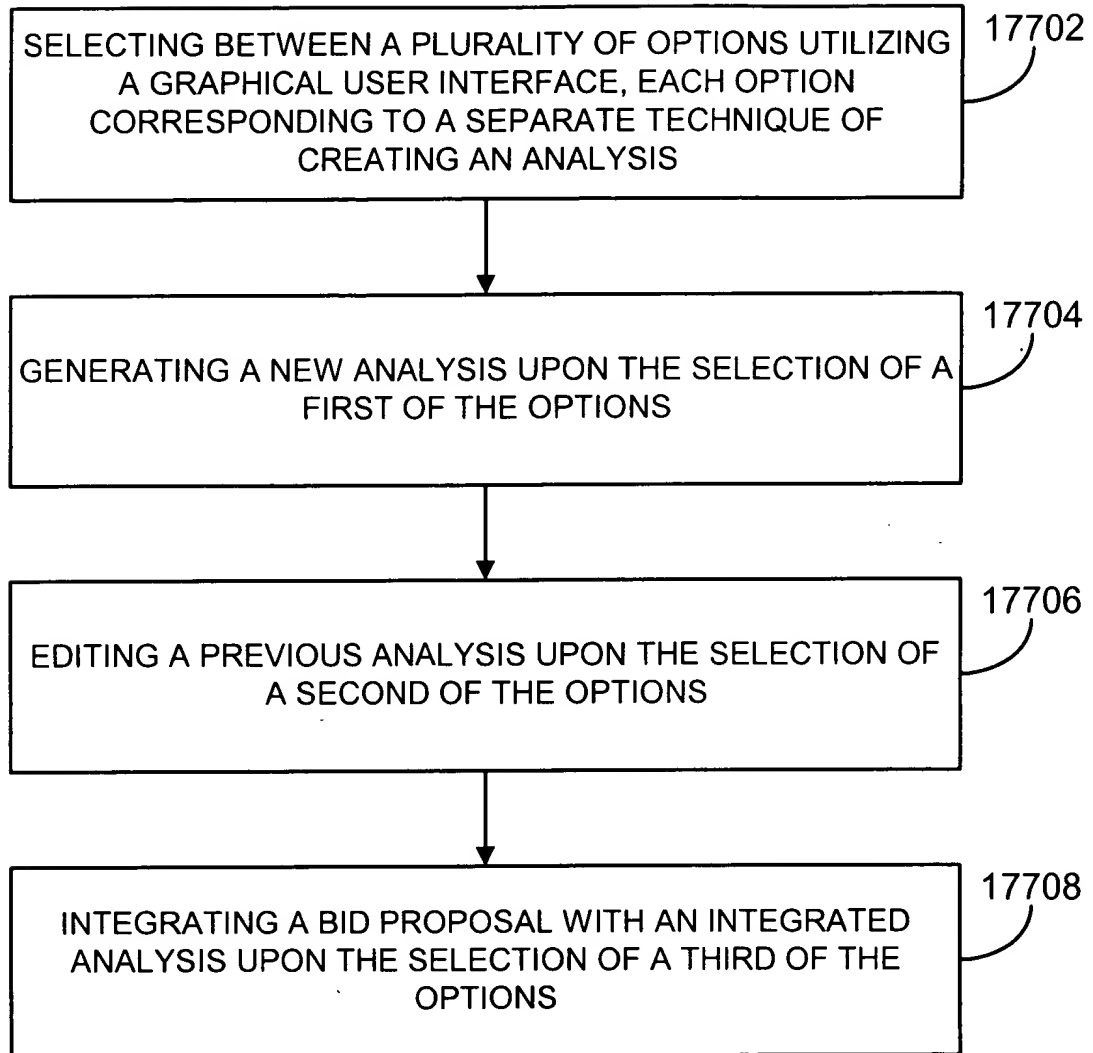 SELECTING BETWEEN A PLURALITY OF OPTIONS UTILIZING
A GRAPHICAL USER INTERFACE, EACH OPTION
CORRESPONDING TO A SEPARATE TECHNIQUE OF
CREATING AN ANALYSIS
17702
GENERATING A NEW ANALYSIS UPON THE SELECTION OF A
FIRST OF THE OPTIONS
17704
EDITING A PREVIOUS ANALYSIS UPON THE SELECTION OF
A SECOND OF THE OPTIONS
17706
INTEGRATING A BID PROPOSAL WITH AN INTEGRATED
ANALYSIS UPON THE SELECTION OF A THIRD OF THE
OPTIONS
17708